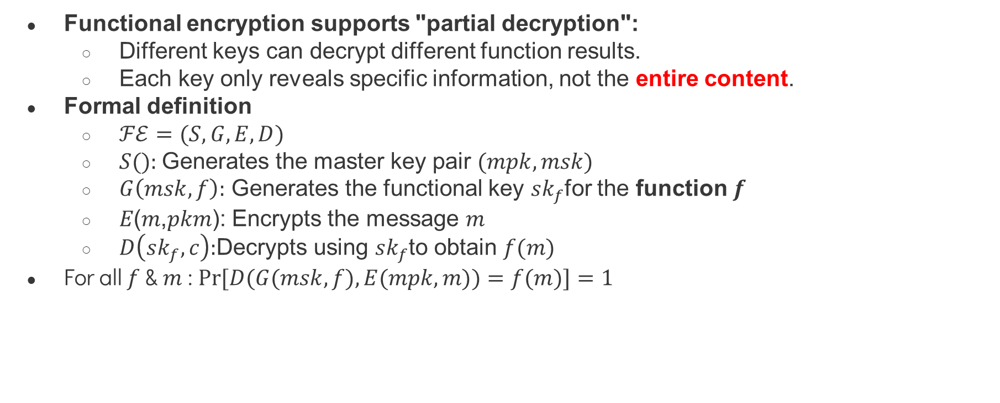 • Functional encryption supports "partial decryption":
○ Different keys can decrypt different function results.
○ Each key only reveals specific information, not the entire content.
• Formal definition
○ ℱℰ = (S, G, E, D)
○ S(): Generates the master key pair (mpk, msk)
○ G(msk, f): Generates the functional key sk_f for the function f
○ E(m,pkm): Encrypts the message m
○ D(sk_f, c):Decrypts using sk_f to obtain f(m)
• For all f & m : Pr[D(G(msk, f), E(mpk, m)) = f(m)] = 1